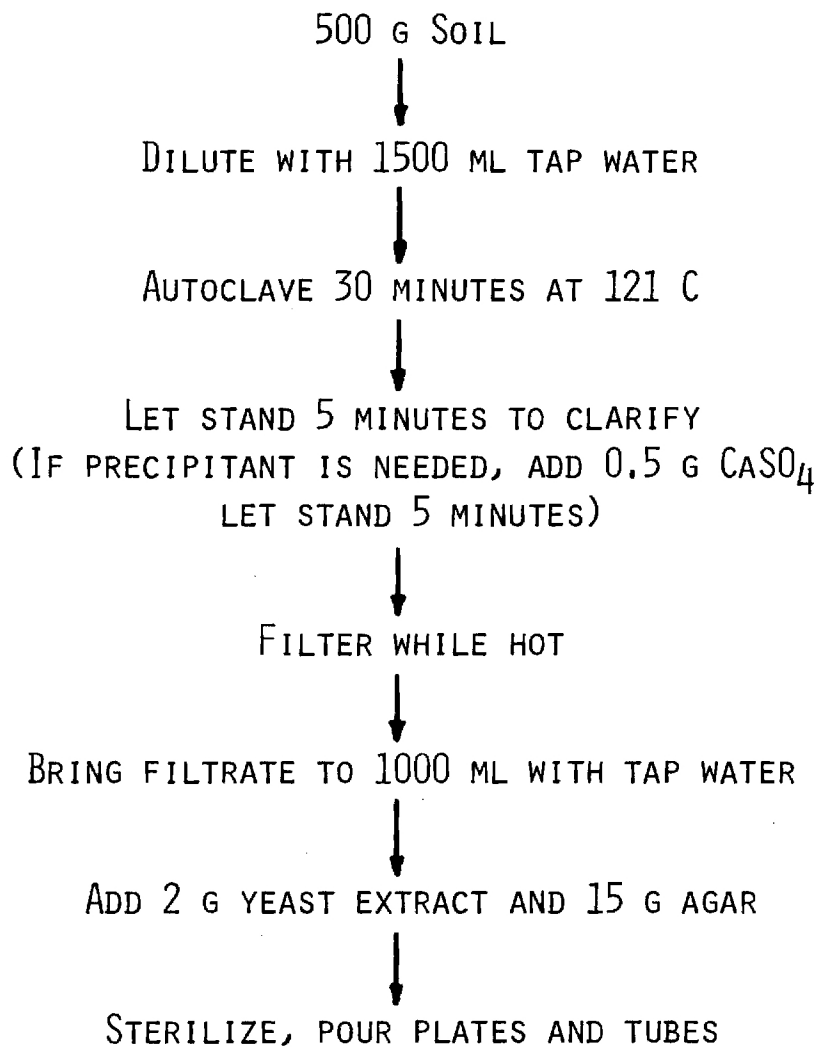 500 G SOIL
DILUTE WITH 1500 ML TAP WATER
AUTOCLAVE 30 MINUTES AT 121 C
LET STAND 5 MINUTES TO CLARIFY
(IF PRECIPITANT IS NEEDED, ADD 0.5 G CASO4
LET STAND 5 MINUTES)
FILTER WHILE HOT
BRING FILTRATE TO 1000 ML WITH TAP WATER
ADD 2 G YEAST EXTRACT AND 15 G AGAR
STERILIZE, POUR PLATES AND TUBES